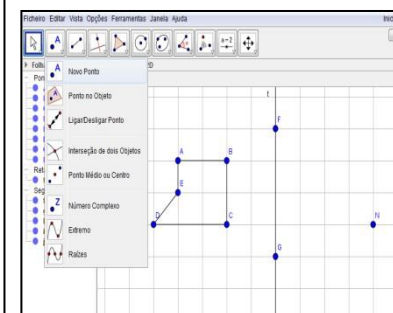 Ficheiro Editar Vista Opções Ferramentas Janela Ajuda
A
a=2
Novo Ponto
Ponto no Objeto
Ligar/Desligar Ponto
Interseção de dois Objetos
Ponto Médio ou Centro
Número Complexo
Extremo
Raízes
f
F
A
B
E
D
C
N
G